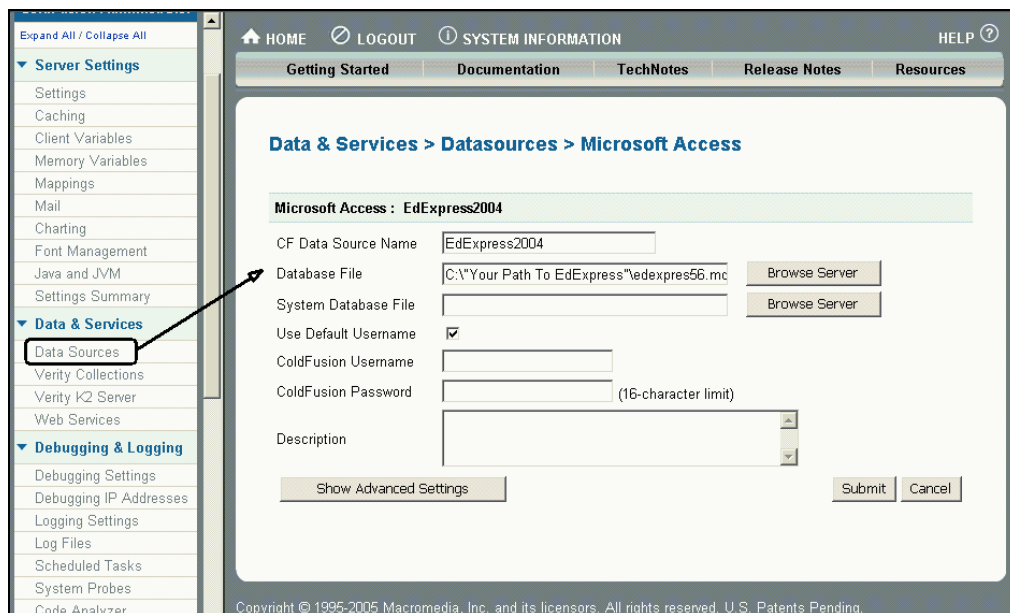 Expand All / Collapse All
Server Settings
Settings
Caching
Client Variables
Memory Variables
Mappings
Mail
Charting
Font Management
Java and JVM
Settings Summary
Data & Services
Data Sources
Verity Collections
Verity K2 Server
Web Services
Debugging & Logging
Debugging Settings
Debugging IP Addresses
Logging Settings
Log Files
Scheduled Tasks
System Probes
Code Analyzer
HOME LOGOUT SYSTEM INFORMATION HELP
Getting Started Documentation TechNotes Release Notes Resources
Data & Services > Datasources > Microsoft Access
Microsoft Access : EdExpress2004
CF Data Source Name EdExpress2004
Database File C:\"Your Path To EdExpress"\edexpres56.mc Browse Server
System Database File Browse Server
Use Default Username
ColdFusion Username
ColdFusion Password (16-character limit)
Description
Show Advanced Settings Submit Cancel
Copyright © 1995-2005 Macromedia, Inc. and its licensors. All rights reserved. U.S. Patents Pending.